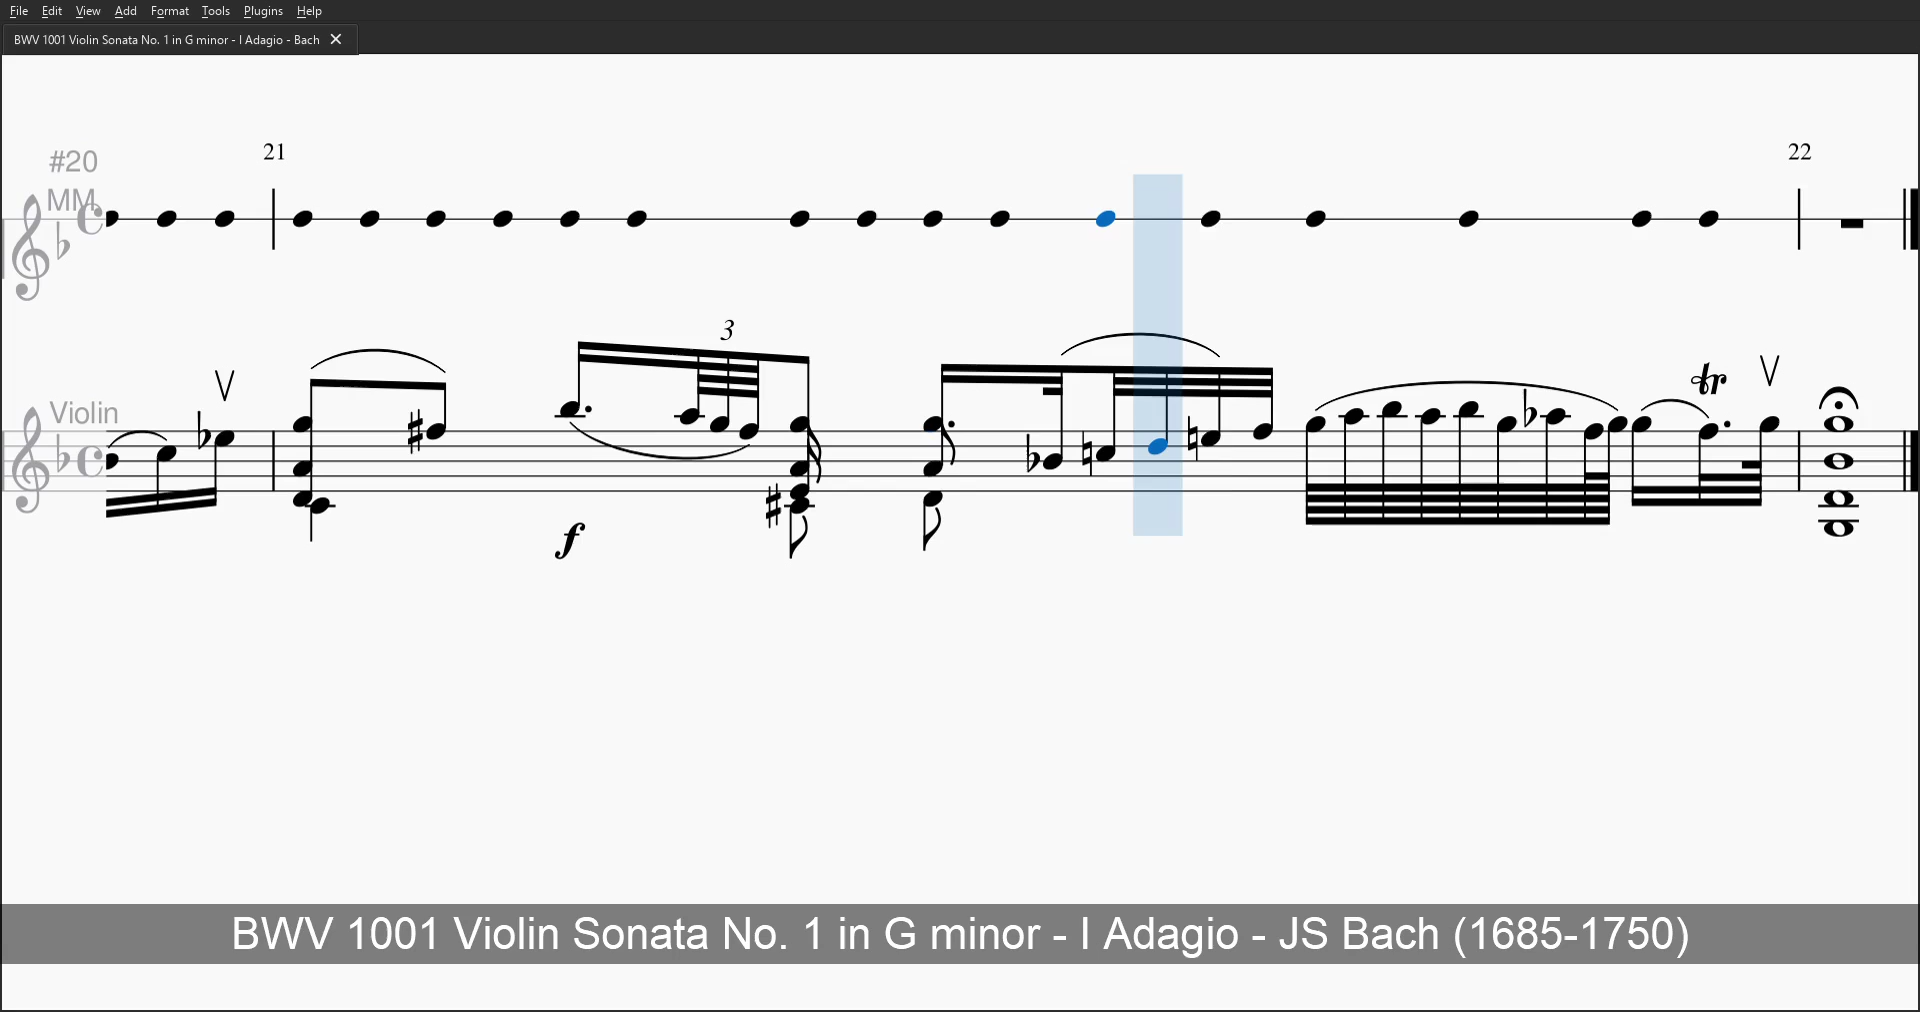 File Edit View Add Format Tools Plugins Help
BWV 1001 Violin Sonata No. 1 in G minor - I Adagio - Bach
#20
21
22
MM
3
Violin
tr
f
BWV 1001 Violin Sonata No. 1 in G minor - I Adagio - JS Bach (1685-1750)